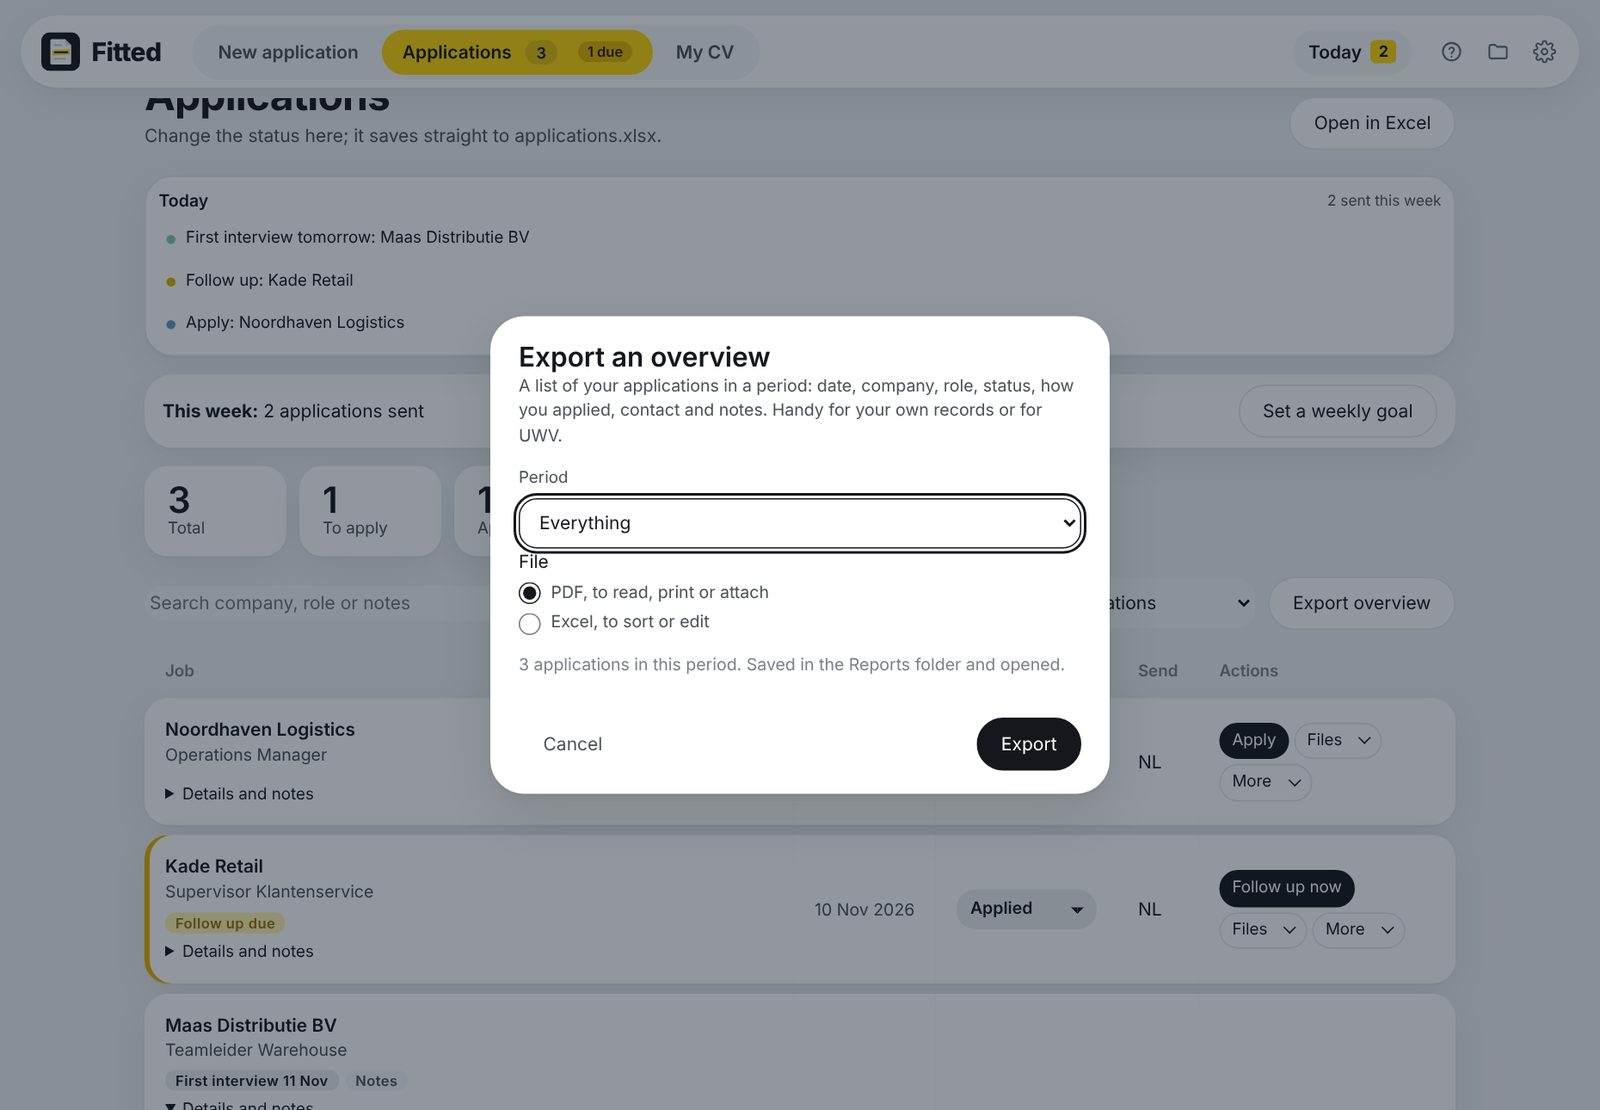 Fitted
New application
Applications 3 1 due
My CV
Today 2
Applications
Change the status here; it saves straight to applications.xlsx.
Open in Excel
Today
2 sent this week
First interview tomorrow: Maas Distributie BV
Follow up: Kade Retail
Apply: Noordhaven Logistics
This week: 2 applications sent
Set a weekly goal
3
Total
1
To apply
1
Search company, role or notes
Export overview
Export an overview
A list of your applications in a period: date, company, role, status, how
you applied, contact and notes. Handy for your own records or for
UWV.
Period
Everything
File
PDF, to read, print or attach
Excel, to sort or edit
3 applications in this period. Saved in the Reports folder and opened.
Cancel
Export
Job
Send
Actions
Noordhaven Logistics
Operations Manager
Details and notes
NL
Apply
Files
More
Kade Retail
Supervisor Klantenservice
Follow up due
Details and notes
10 Nov 2026
Applied
NL
Follow up now
Files
More
Maas Distributie BV
Teamleider Warehouse
First interview 11 Nov
Notes
Details and notes